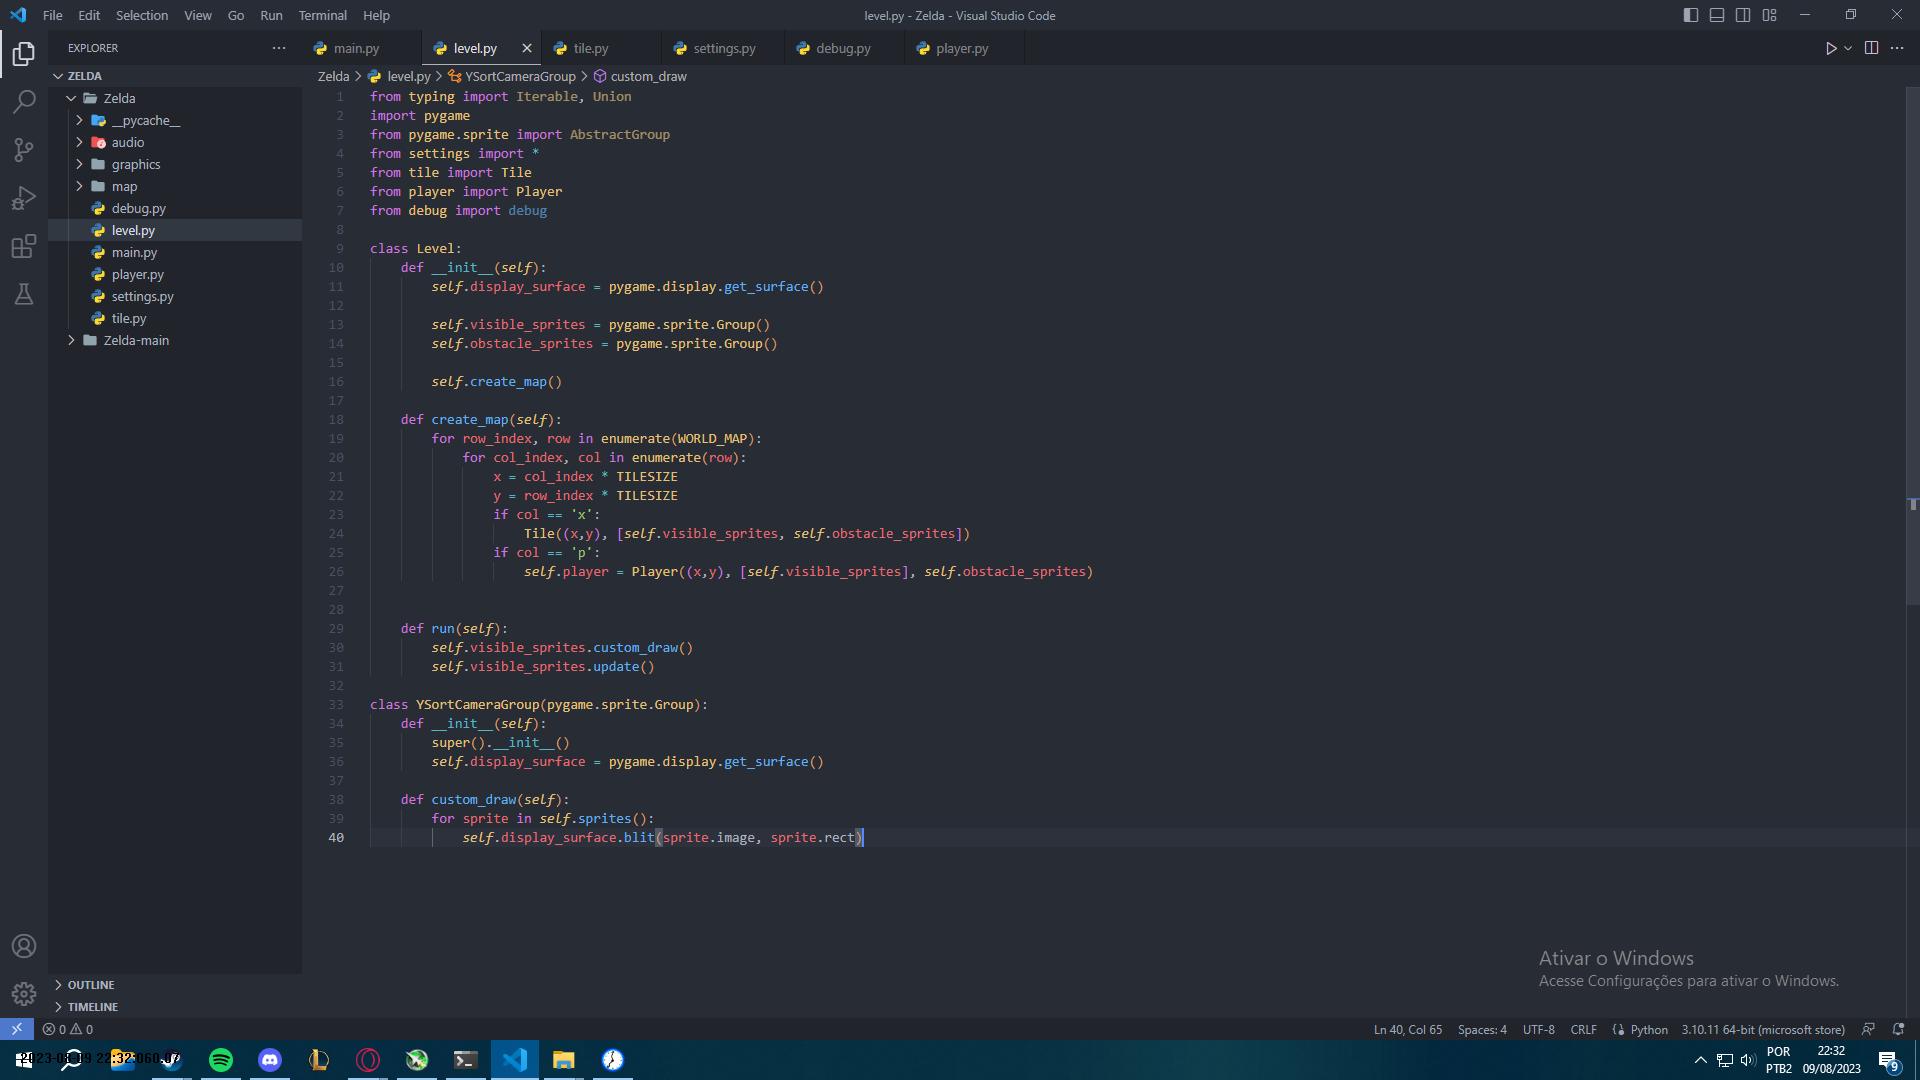 File Edit Selection View Go Run Terminal Help
level.py - Zelda - Visual Studio Code
EXPLORER
main.py
level.py
tile.py
settings.py
debug.py
player.py
ZELDA
Zelda
__pycache__
audio
graphics
map
debug.py
level.py
main.py
player.py
settings.py
tile.py
Zelda-main
OUTLINE
TIMELINE
Zelda > level.py > YSortCameraGroup > custom_draw
1 from typing import Iterable, Union
2 import pygame
3 from pygame.sprite import AbstractGroup
4 from settings import *
5 from tile import Tile
6 from player import Player
7 from debug import debug
8
9 class Level:
10     def __init__(self):
11         self.display_surface = pygame.display.get_surface()
12
13         self.visible_sprites = pygame.sprite.Group()
14         self.obstacle_sprites = pygame.sprite.Group()
15
16         self.create_map()
17
18     def create_map(self):
19         for row_index, row in enumerate(WORLD_MAP):
20             for col_index, col in enumerate(row):
21                 x = col_index * TILESIZE
22                 y = row_index * TILESIZE
23                 if col == 'x':
24                     Tile((x,y), [self.visible_sprites, self.obstacle_sprites])
25                 if col == 'p':
26                     self.player = Player((x,y), [self.visible_sprites], self.obstacle_sprites)
27
28
29     def run(self):
30         self.visible_sprites.custom_draw()
31         self.visible_sprites.update()
32
33 class YSortCameraGroup(pygame.sprite.Group):
34     def __init__(self):
35         super().__init__()
36         self.display_surface = pygame.display.get_surface()
37
38     def custom_draw(self):
39         for sprite in self.sprites():
40             self.display_surface.blit(sprite.image, sprite.rect)
Ativar o Windows
Acesse Configurações para ativar o Windows.
0 0
Ln 40, Col 65 Spaces: 4 UTF-8 CRLF Python 3.10.11 64-bit (microsoft store)
POR
PTB2
22:32
09/08/2023
9